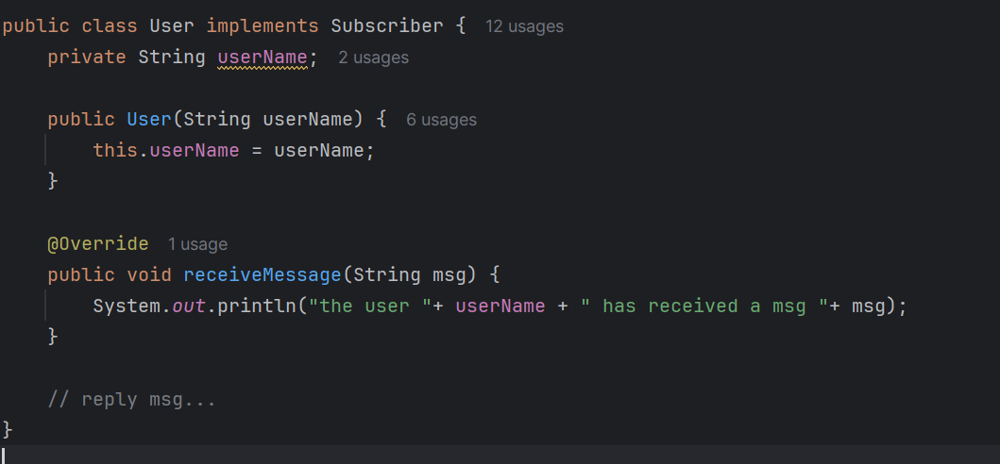 public class User implements Subscriber {  12 usages
    private String userName;  2 usages

    public User(String userName) {  6 usages
        this.userName = userName;
    }

    @Override  1 usage
    public void receiveMessage(String msg) {
        System.out.println("the user "+ userName + " has received a msg "+ msg);
    }

    // reply msg...
}